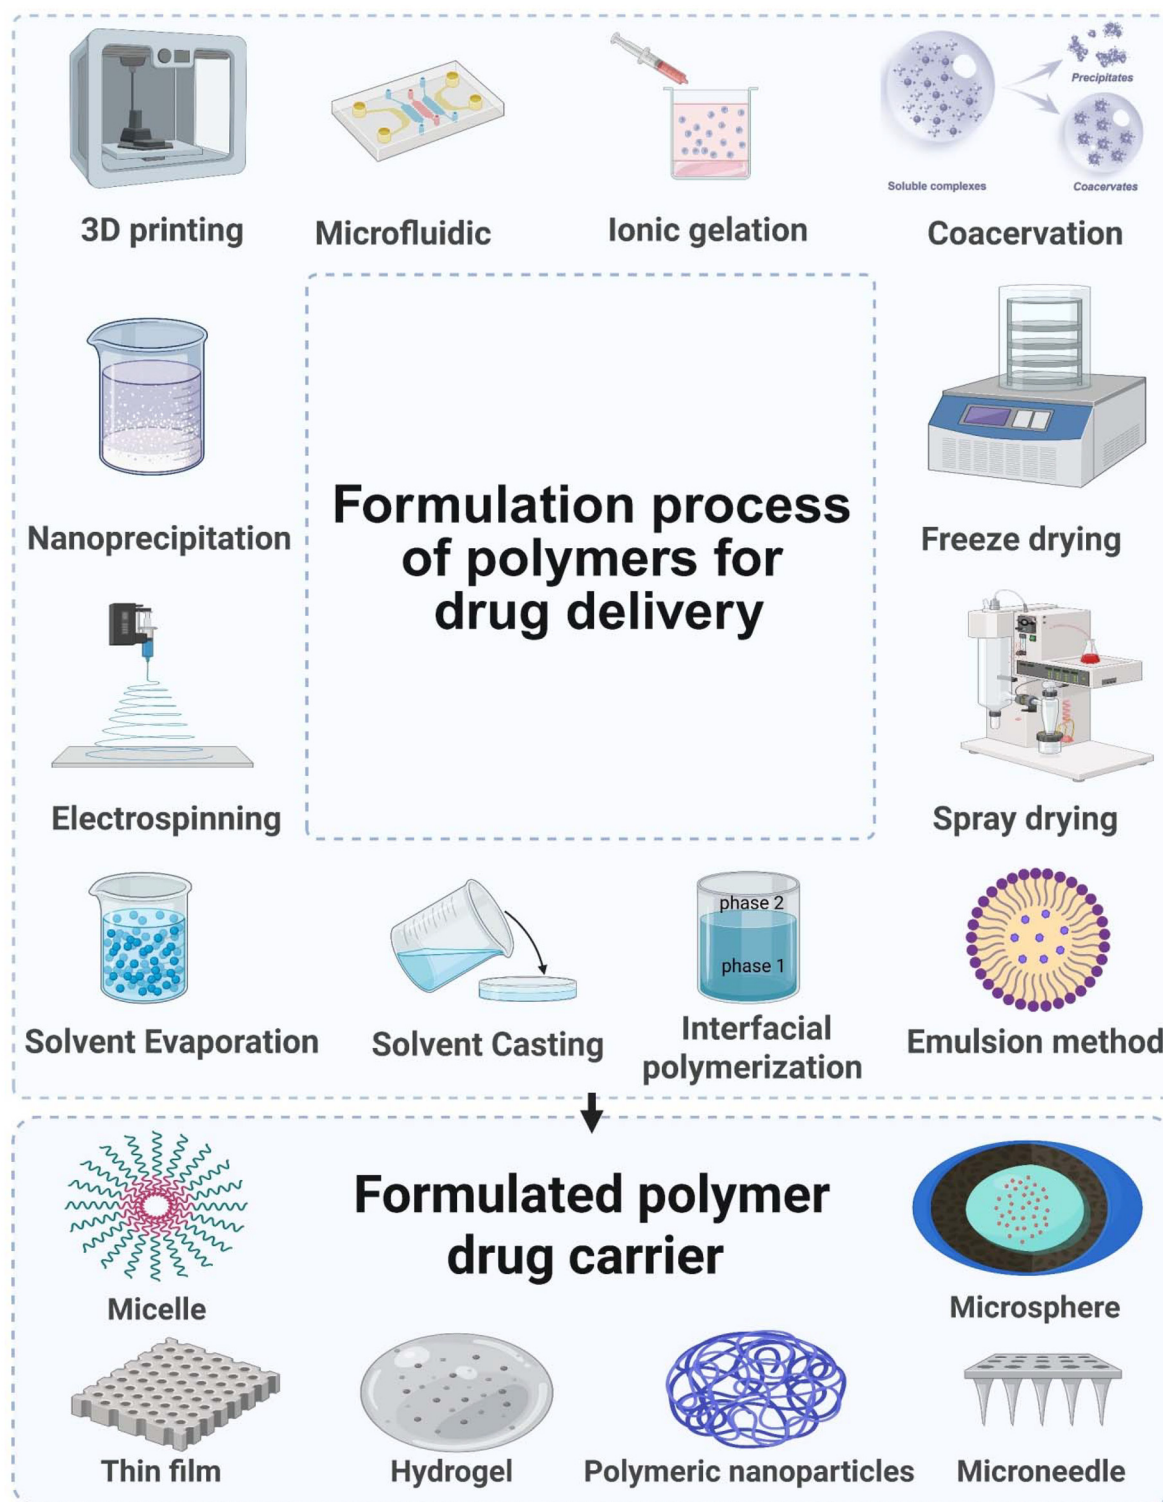 Precipitates
Soluble complexes
Coacervates
3D printing
Microfluidic
Ionic gelation
Coacervation
Formulation process
of polymers for
drug delivery
Nanoprecipitation
Freeze drying
Electrospinning
Spray drying
phase 2
phase 1
Solvent Evaporation
Solvent Casting
Interfacial
polymerization
Emulsion method
Formulated polymer
drug carrier
Micelle
Microsphere
Thin film
Hydrogel
Polymeric nanoparticles
Microneedle